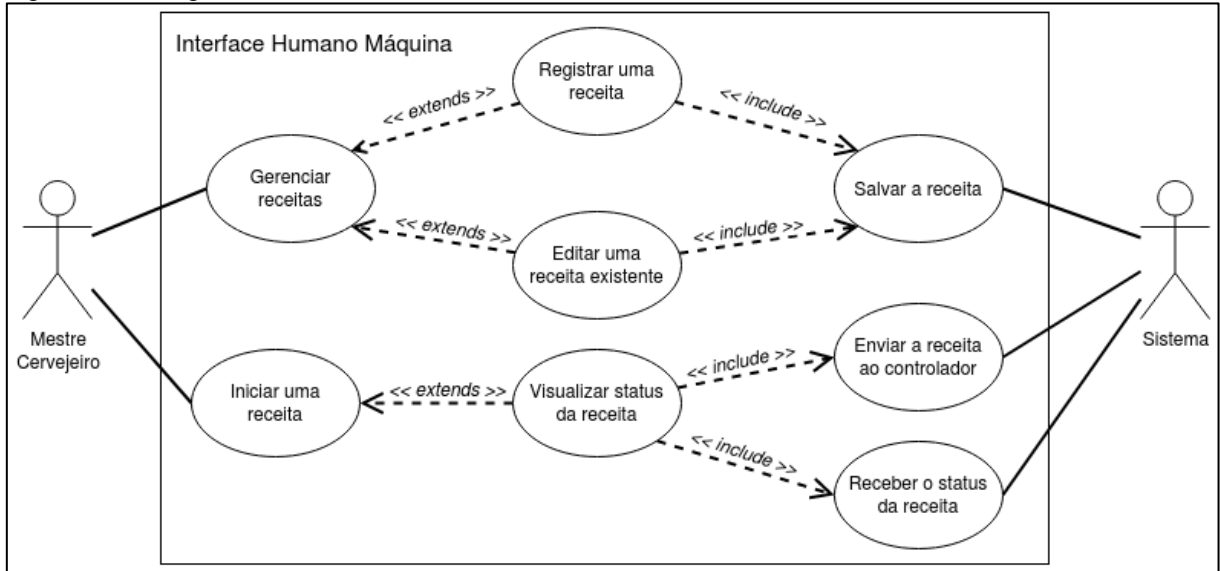 Interface Humano Máquina
Registrar uma
receita
<< extends >>
<< include >>
Gerenciar
receitas
Salvar a receita
<< extends >>
<< include >>
Editar uma
receita existente
Mestre
Cervejeiro
Sistema
Iniciar uma
receita
<< extends >>
Visualizar status
da receita
<< include >>
Enviar a receita
ao controlador
<< include >>
Receber o status
da receita